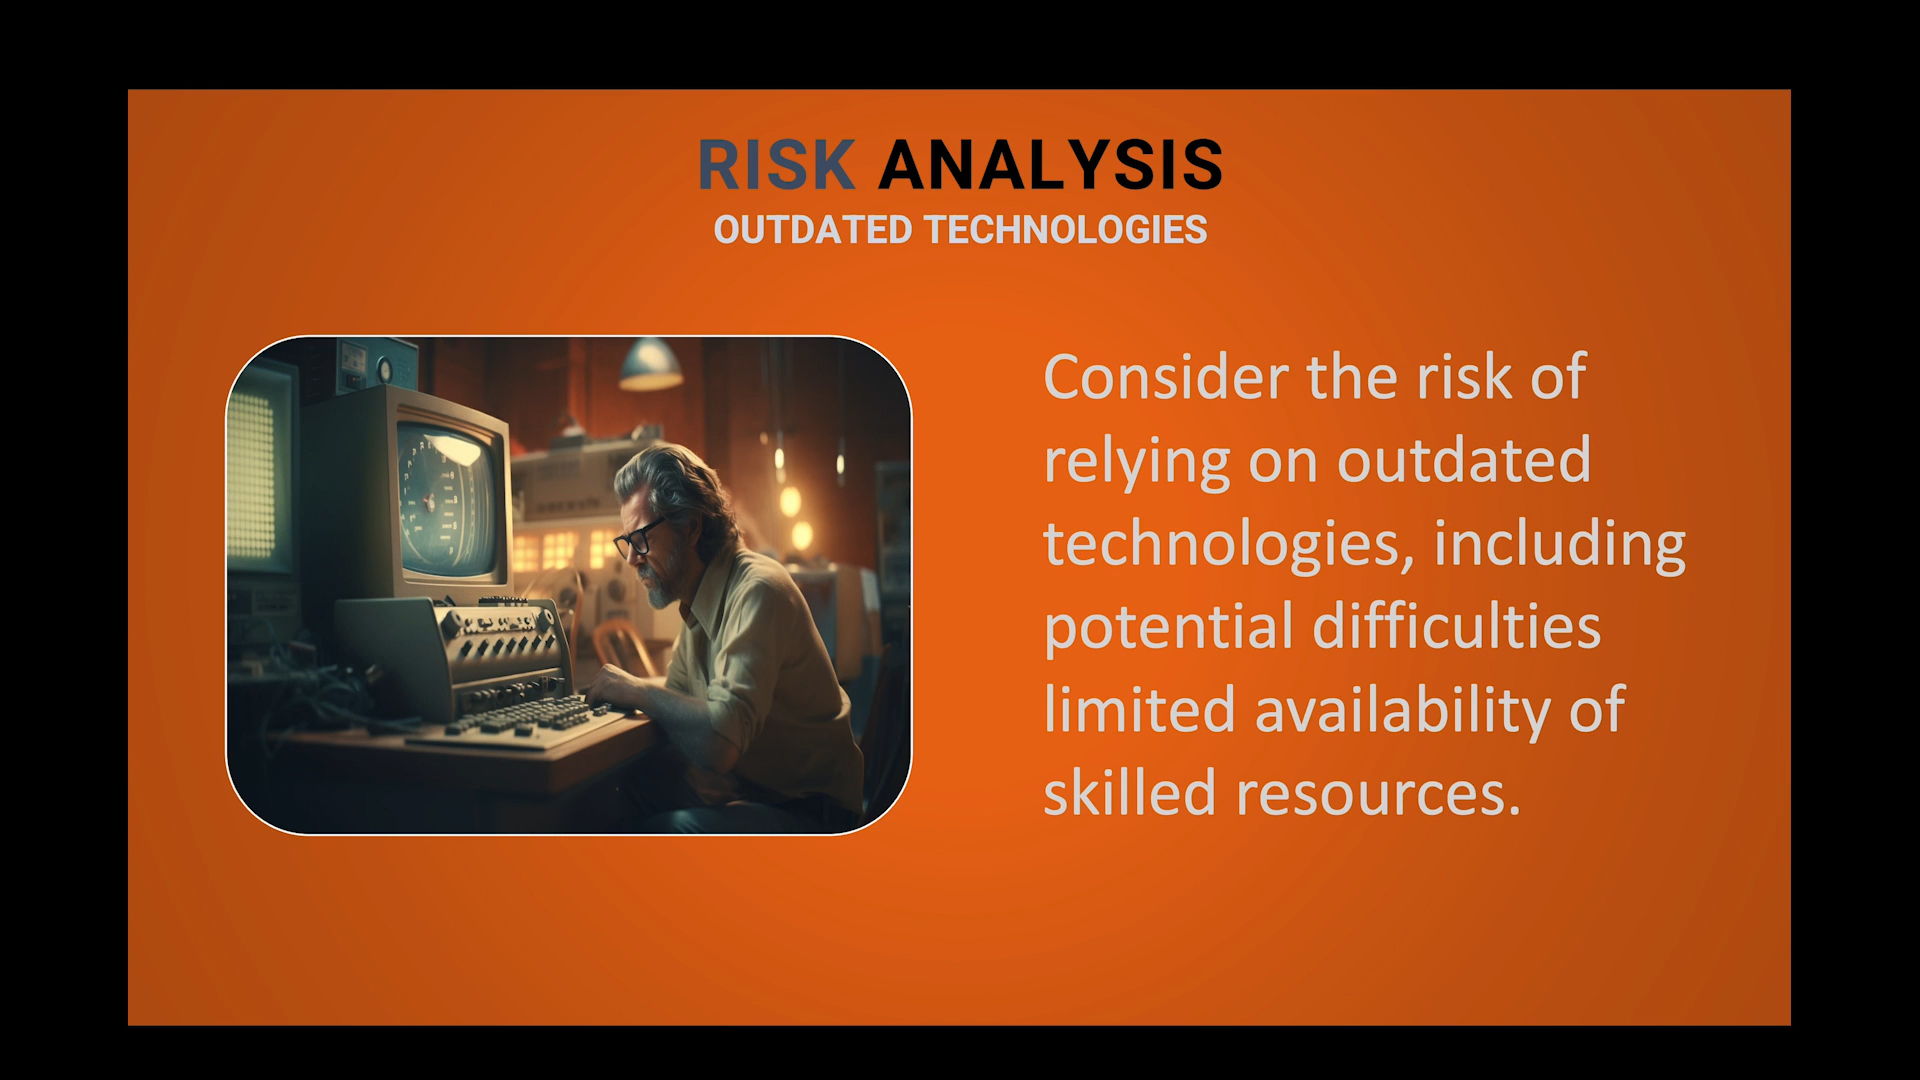 RISK ANALYSIS
OUTDATED TECHNOLOGIES
Consider the risk of
relying on outdated
technologies, including
potential difficulties
limited availability of
skilled resources.